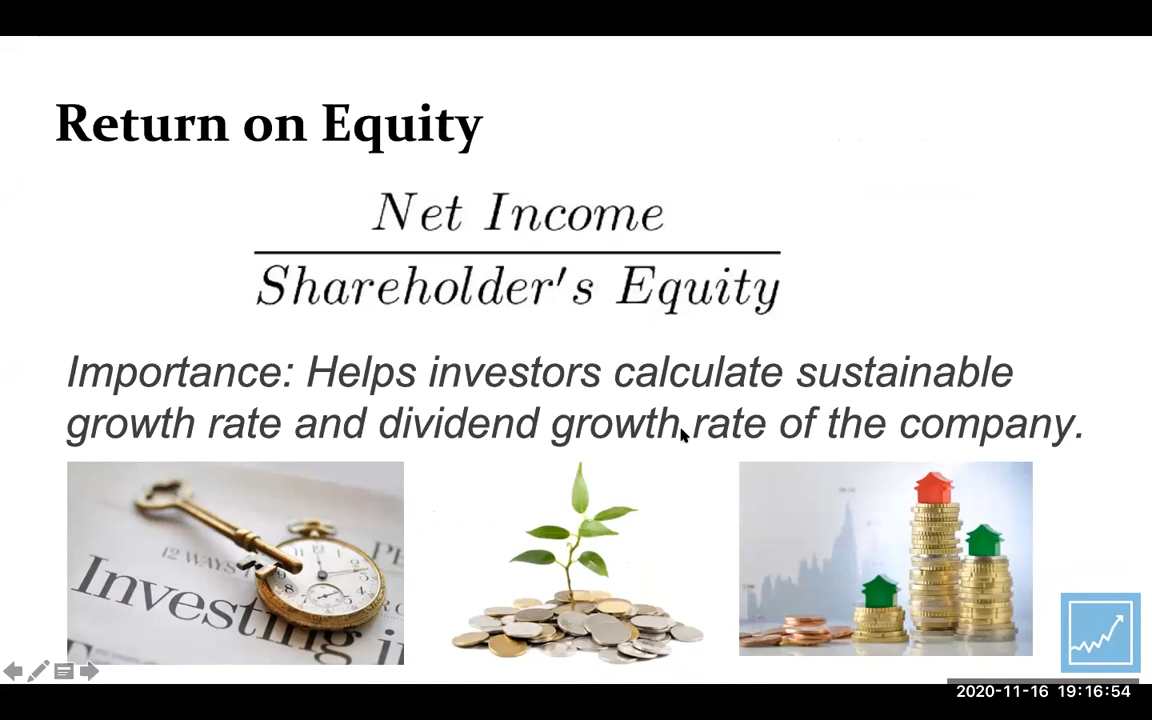 Return on Equity
Net Income
Shareholder's Equity
Importance: Helps investors calculate sustainable
growth rate and dividend growth rate of the company.
12 WAYS
Investing i
2020-11-16 19:16:54